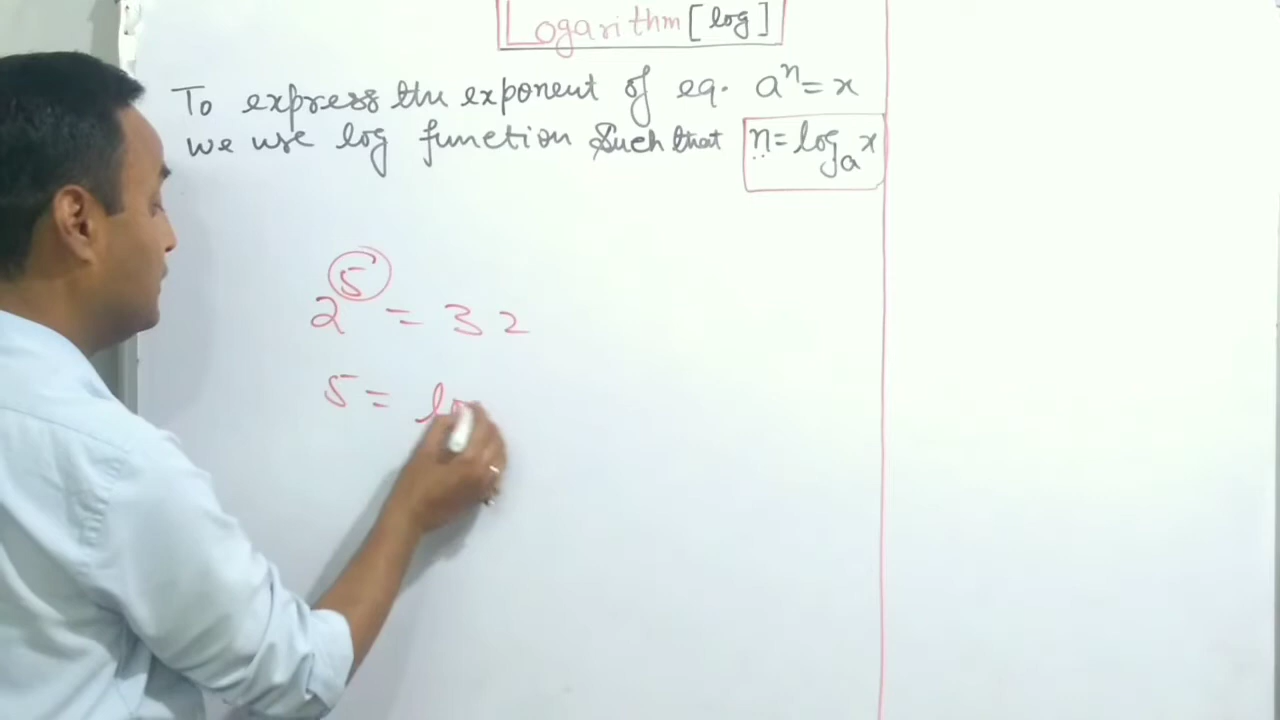 Logarithm [log]
To express the exponent of eq. aⁿ = x
we use log function such that n = logₐx
2⁵ = 32
5 = lo